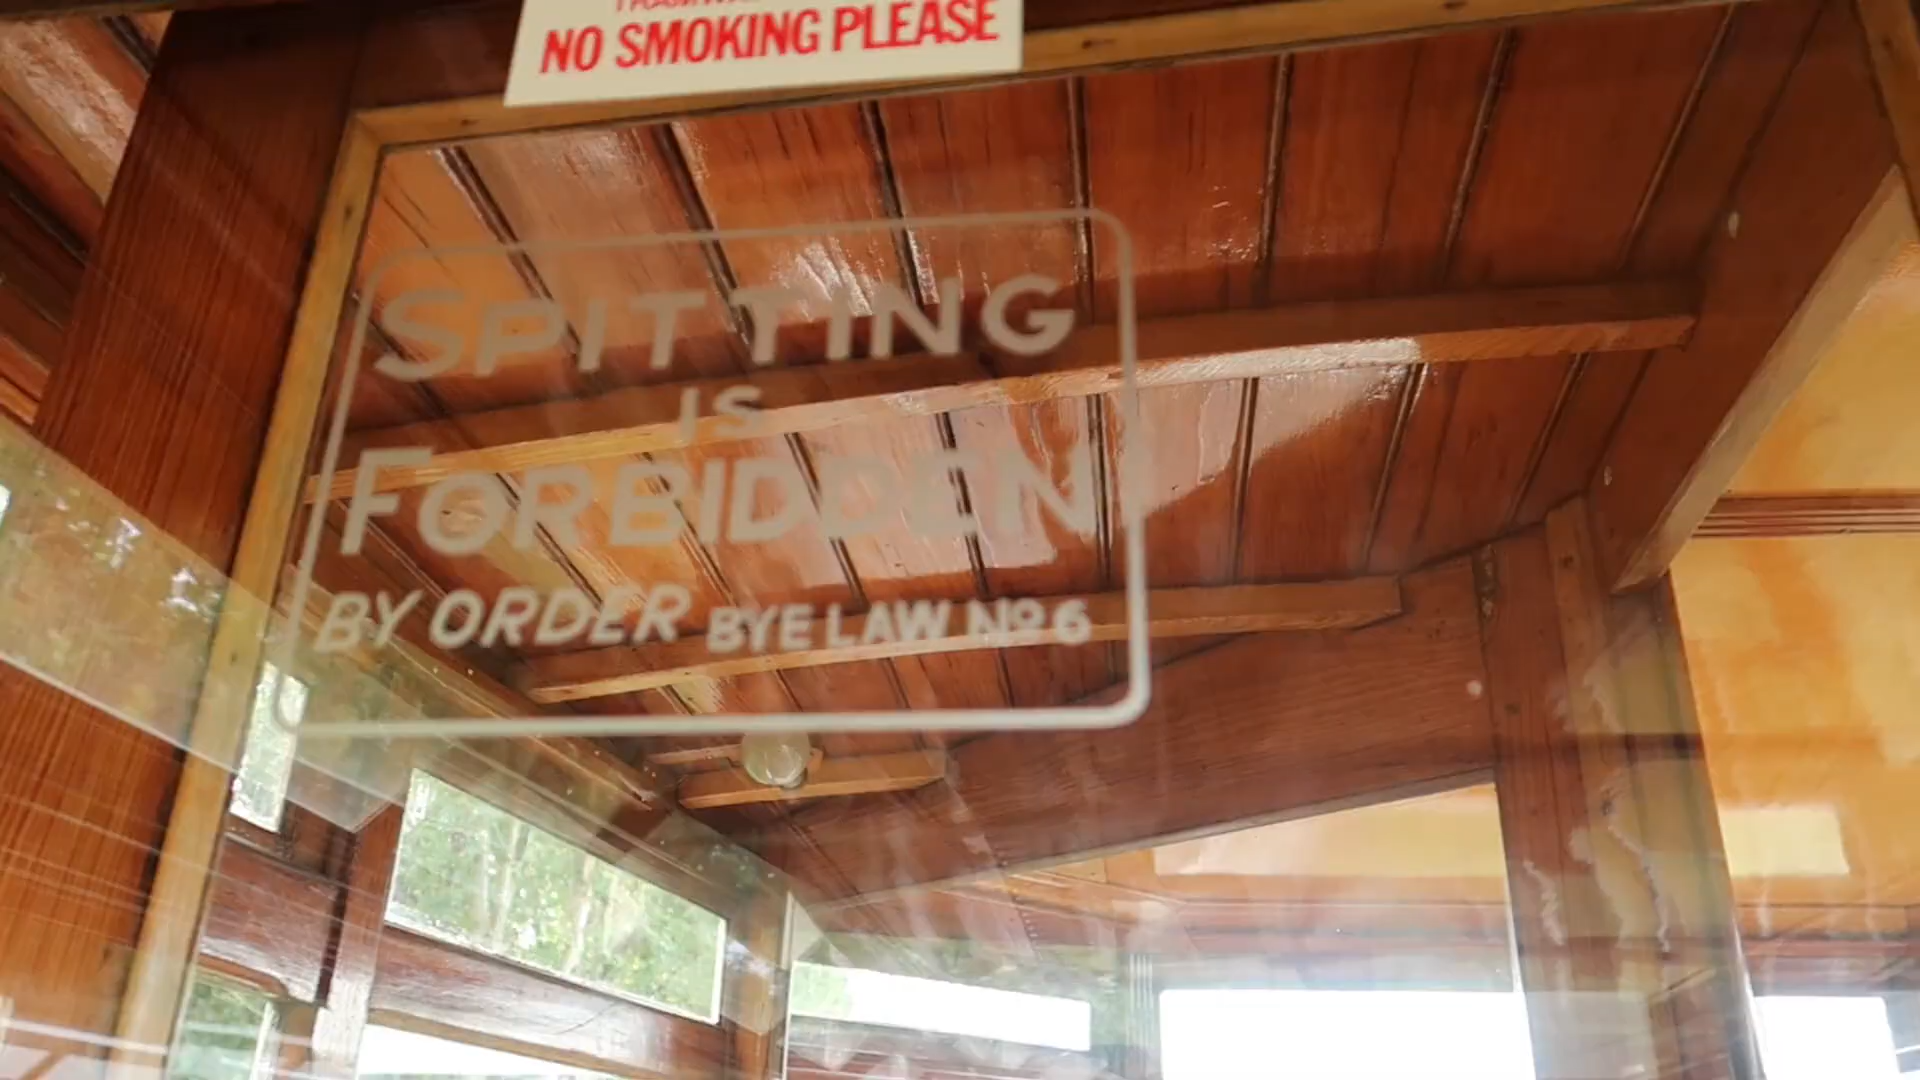 NO SMOKING PLEASE
SPITTING
IS
FORBIDDEN
BY ORDER BYE LAW No 6